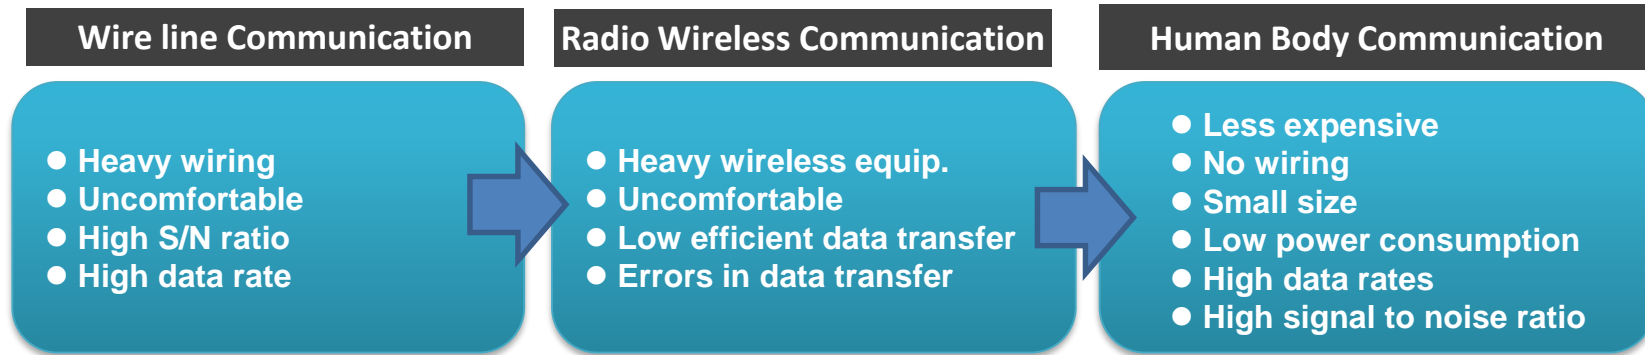 Wire line Communication
● Heavy wiring
● Uncomfortable
● High S/N ratio
● High data rate
Radio Wireless Communication
● Heavy wireless equip.
● Uncomfortable
● Low efficient data transfer
● Errors in data transfer
Human Body Communication
● Less expensive
● No wiring
● Small size
● Low power consumption
● High data rates
● High signal to noise ratio